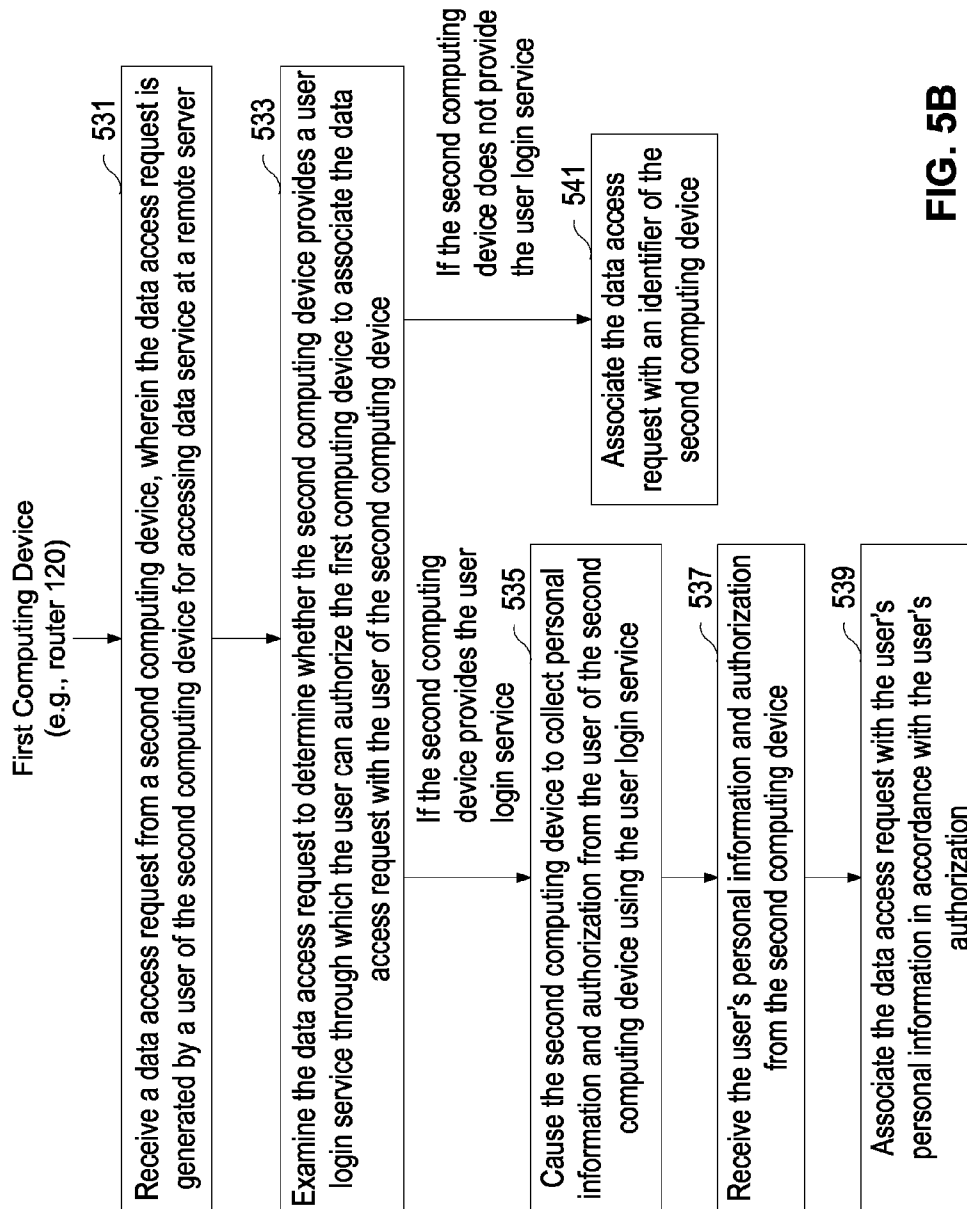 First Computing Device
(e.g., router 120)
531
Receive a data access request from a second computing device, wherein the data access request is
generated by a user of the second computing device for accessing data service at a remote server
533
Examine the data access request to determine whether the second computing device provides a user
login service through which the user can authorize the first computing device to associate the data
access request with the user of the second computing device
If the second computing
device provides the user
login service
535
Cause the second computing device to collect personal
information and authorization from the user of the second
computing device using the user login service
537
Receive the user's personal information and authorization
from the second computing device
539
Associate the data access request with the user's
personal information in accordance with the user's
authorization
If the second computing
device does not provide
the user login service
541
Associate the data access
request with an identifier of the
second computing device
FIG. 5B